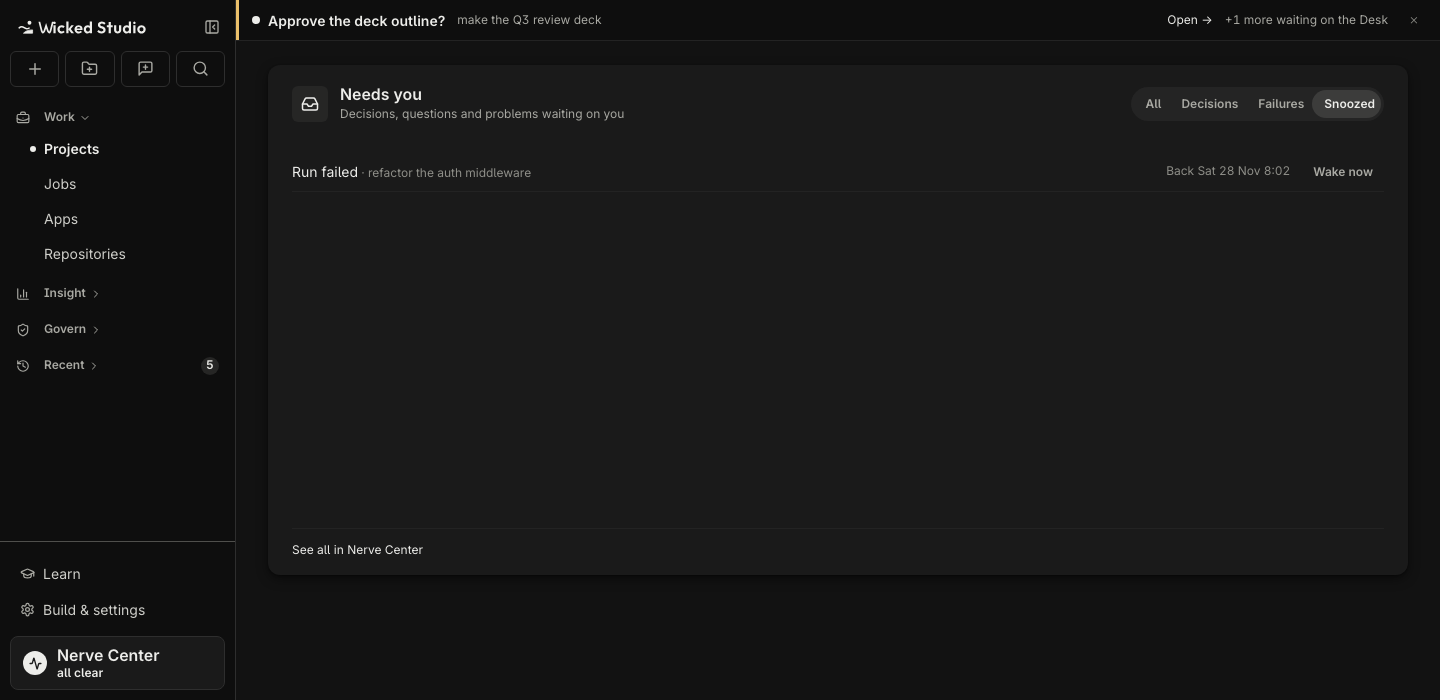 Wicked Studio
Approve the deck outline? make the Q3 review deck
Open → +1 more waiting on the Desk ×
Work
Projects
Jobs
Apps
Repositories
Insight
Govern
Recent 5
Learn
Build & settings
Nerve Center
all clear
Needs you
Decisions, questions and problems waiting on you
All Decisions Failures Snoozed
Run failed · refactor the auth middleware
Back Sat 28 Nov 8:02 Wake now
See all in Nerve Center